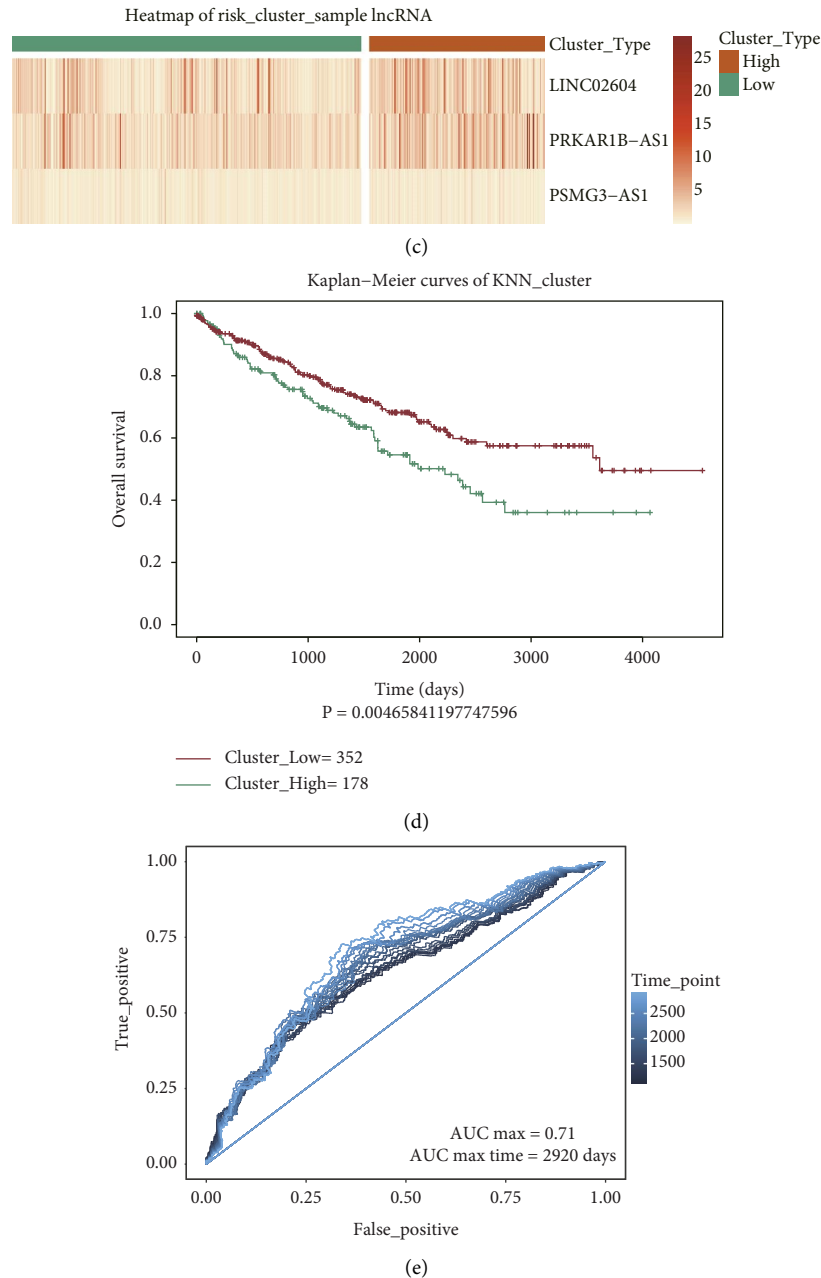 Heatmap of risk_cluster_sample lncRNA
Cluster_Type
LINC02604
PRKAR1B−AS1
PSMG3−AS1
25
20
15
10
5
Cluster_Type
High
Low
(c)
Kaplan−Meier curves of KNN_cluster
Overall survival
1.0
0.8
0.6
0.4
0.2
0.0
0 1000 2000 3000 4000
Time (days)
P = 0.00465841197747596
Cluster_Low= 352
Cluster_High= 178
(d)
True_positive
1.00
0.75
0.50
0.25
0.00
AUC max = 0.71
AUC max time = 2920 days
0.00 0.25 0.50 0.75 1.00
False_positive
Time_point
2500
2000
1500
(e)